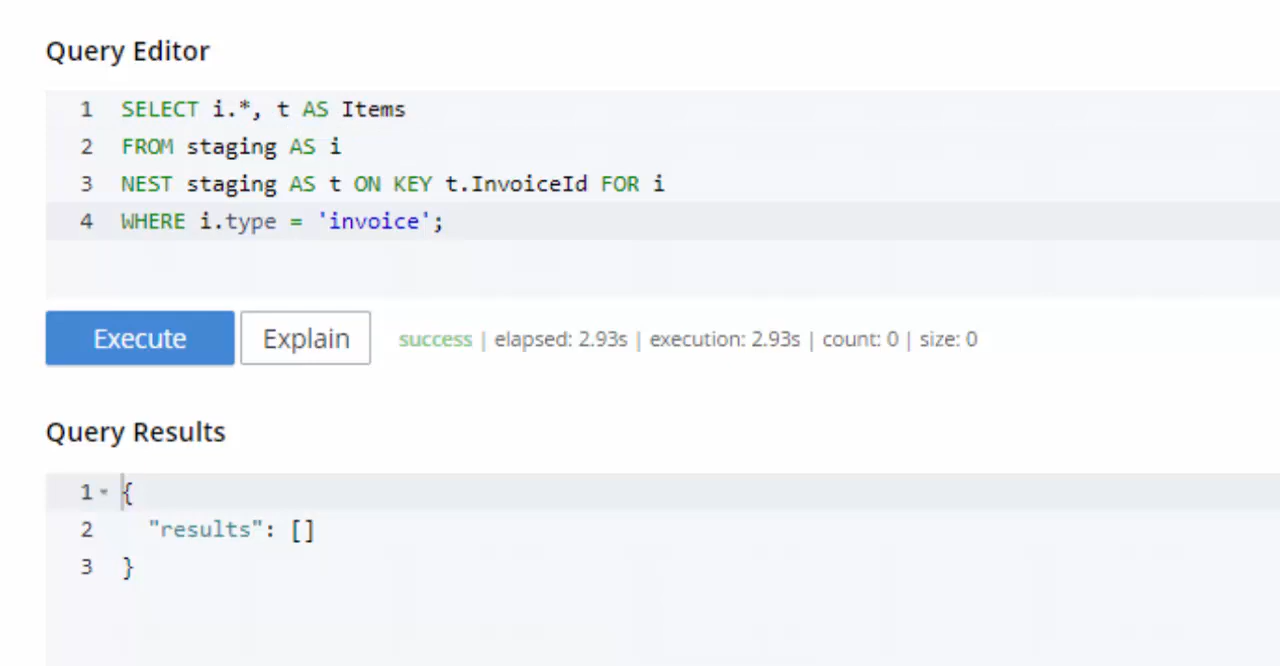 Query Editor
1 SELECT i.*, t AS Items
2 FROM staging AS i
3 NEST staging AS t ON KEY t.InvoiceId FOR i
4 WHERE i.type = 'invoice';
Execute Explain success | elapsed: 2.93s | execution: 2.93s | count: 0 | size: 0
Query Results
1 {
2 "results": []
3 }